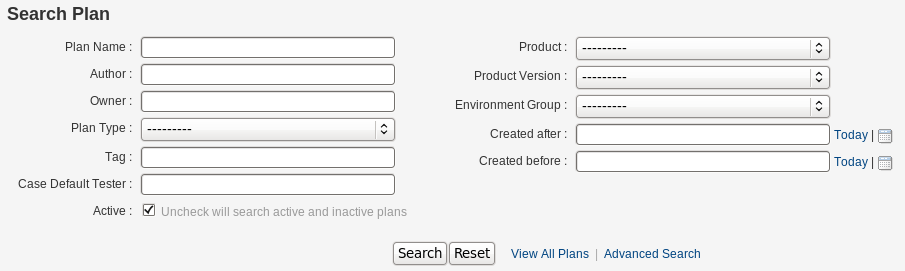 Search Plan
Plan Name :
Product : ---------
Author :
Product Version : ---------
Owner :
Environment Group : ---------
Plan Type : ---------
Created after : Today |
Tag :
Created before : Today |
Case Default Tester :
Active : Uncheck will search active and inactive plans
Search Reset View All Plans | Advanced Search